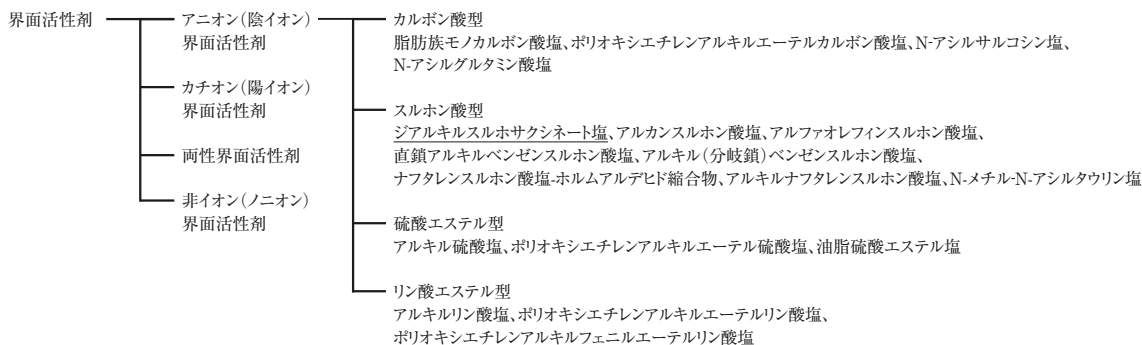 界面活性剤
アニオン（陰イオン）
界面活性剤
カチオン（陽イオン）
界面活性剤
両性界面活性剤
非イオン（ノニオン）
界面活性剤
カルボン酸型
脂肪族モノカルボン酸塩、ポリオキシエチレンアルキルエーテルカルボン酸塩、N-アシルサルコシン塩、
N-アシルグルタミン酸塩
スルホン酸型
ジアルキルスルホサクシネート塩、アルカンスルホン酸塩、アルファオレフィンスルホン酸塩、
直鎖アルキルベンゼンスルホン酸塩、アルキル（分岐鎖）ベンゼンスルホン酸塩、
ナフタレンスルホン酸塩-ホルムアルデヒド縮合物、アルキルナフタレンスルホン酸塩、N-メチル-N-アシルタウリン塩
硫酸エステル型
アルキル硫酸塩、ポリオキシエチレンアルキルエーテル硫酸塩、油脂硫酸エステル塩
リン酸エステル型
アルキルリン酸塩、ポリオキシエチレンアルキルエーテルリン酸塩、
ポリオキシエチレンアルキルフェニルエーテルリン酸塩